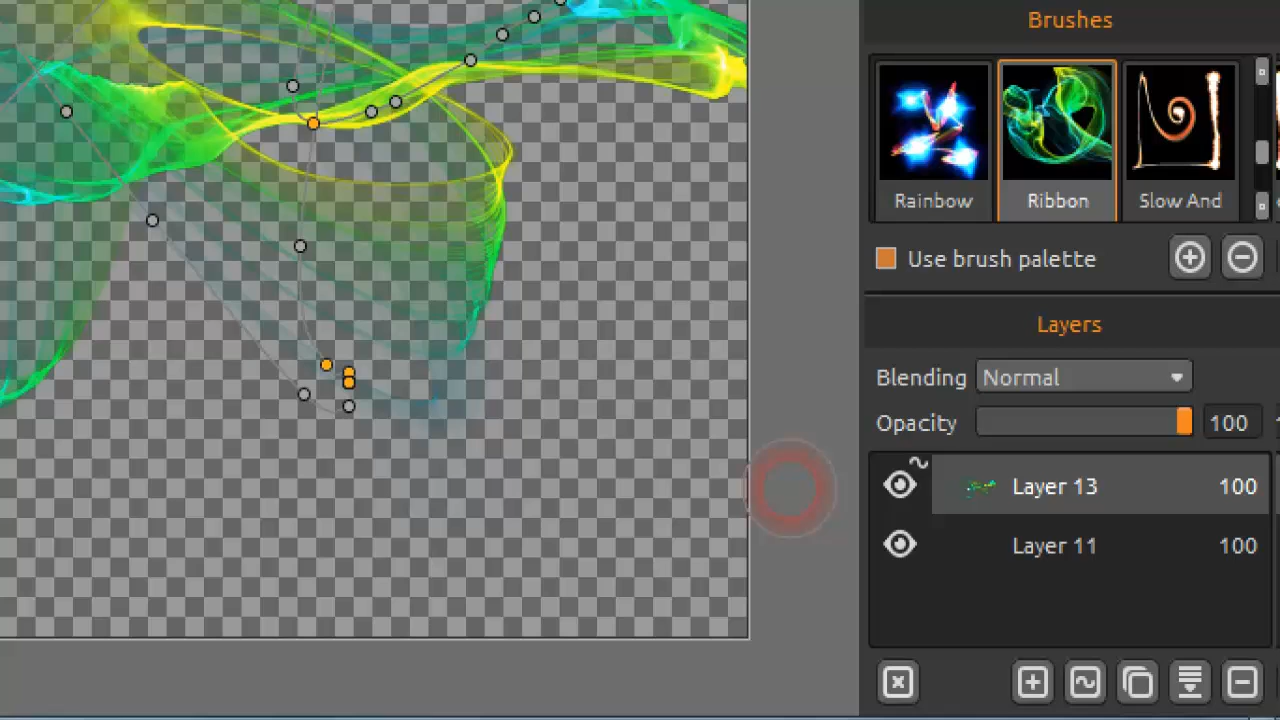 Brushes
Rainbow
Ribbon
Slow And
Use brush palette
Layers
Blending Normal
Opacity 100
Layer 13 100
Layer 11 100